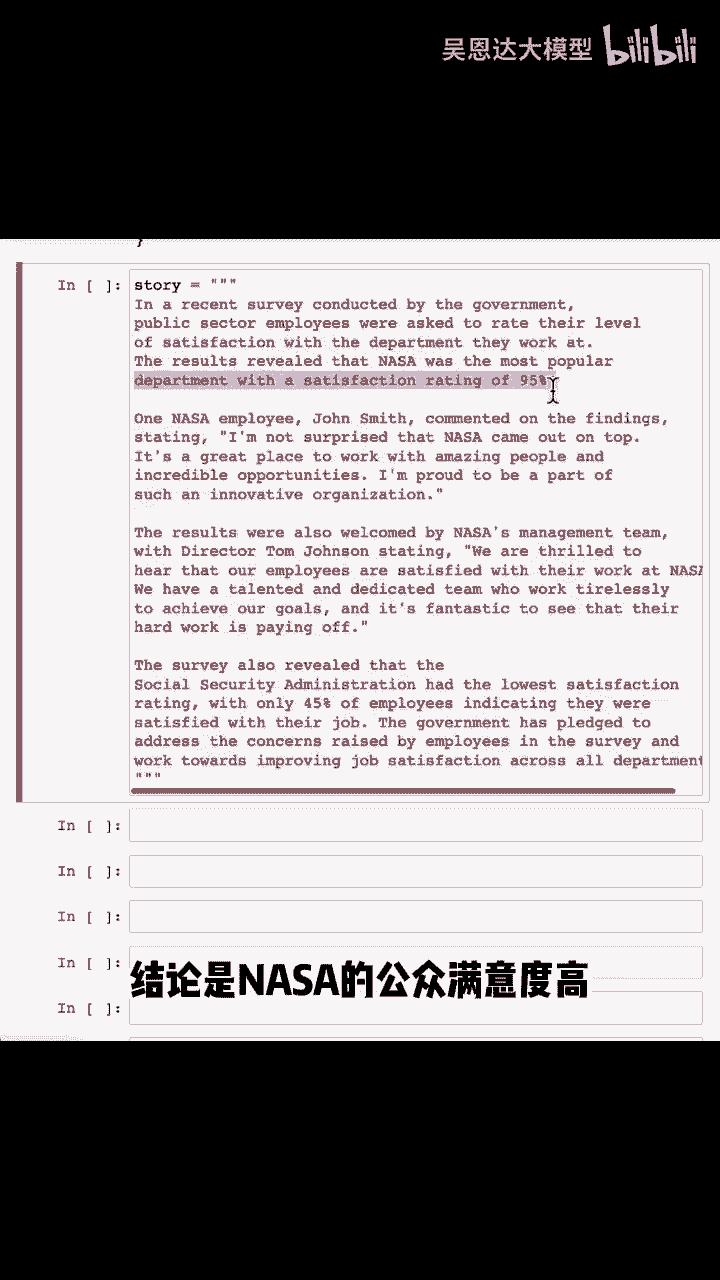 吴恩达大模型 bilibili
}
In [ ]: story = """
In a recent survey conducted by the government,
public sector employees were asked to rate their level
of satisfaction with the department they work at.
The results revealed that NASA was the most popular
department with a satisfaction rating of 95%
One NASA employee, John Smith, commented on the findings,
stating, "I'm not surprised that NASA came out on top.
It's a great place to work with amazing people and
incredible opportunities. I'm proud to be a part of
such an innovative organization."
The results were also welcomed by NASA's management team,
with Director Tom Johnson stating, "We are thrilled to
hear that our employees are satisfied with their work at NASA
We have a talented and dedicated team who work tirelessly
to achieve our goals, and it's fantastic to see that their
hard work is paying off."
The survey also revealed that the
Social Security Administration had the lowest satisfaction
rating, with only 45% of employees indicating they were
satisfied with their job. The government has pledged to
address the concerns raised by employees in the survey and
work towards improving job satisfaction across all department
"""
In [ ]:
In [ ]:
In [ ]:
In [ ]:
结论是NASA的公众满意度高
In [ ]: